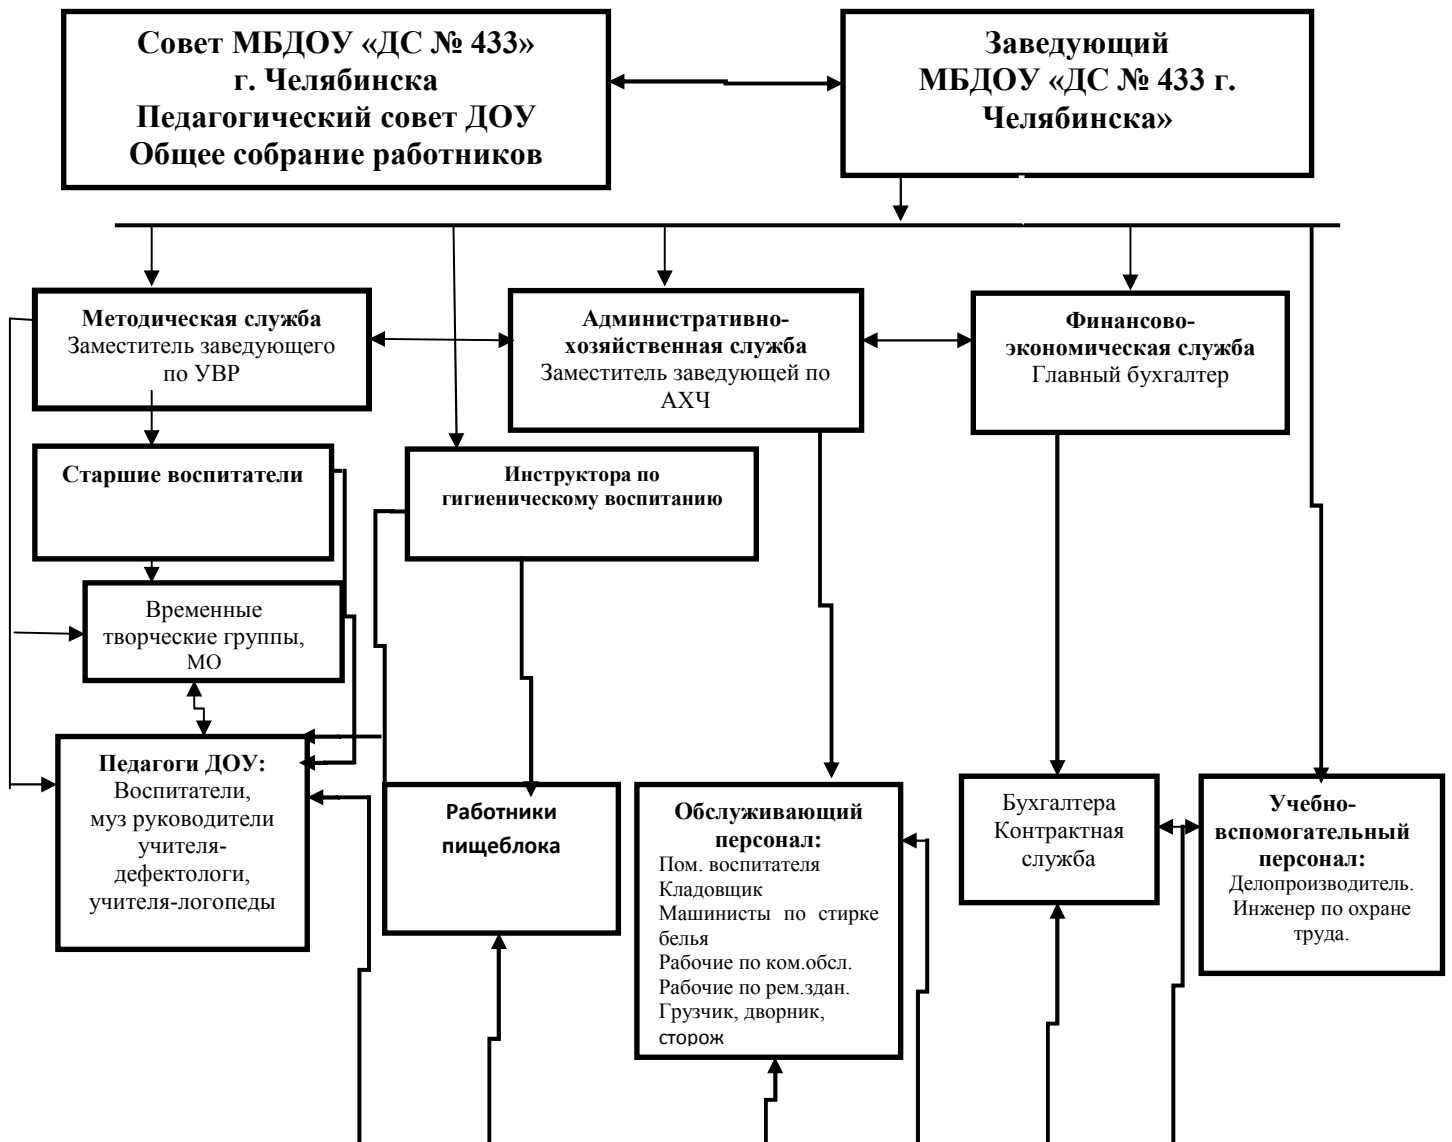 Совет МБДОУ «ДС № 433»
г. Челябинска
Педагогический совет ДОУ
Общее собрание работников
Заведующий
МБДОУ «ДС № 433 г.
Челябинска»
Методическая служба
Заместитель заведующего
по УВР
Административно-
хозяйственная служба
Заместитель заведующей по
АХЧ
Финансово-
экономическая служба
Главный бухгалтер
Старшие воспитатели
Инструктора по
гигиеническому воспитанию
Временные
творческие группы,
МО
Педагоги ДОУ:
Воспитатели,
муз руководители
учителя-
дефектологи,
учителя-логопеды
Работники
пищеблока
Обслуживающий
персонал:
Пом. воспитателя
Кладовщик
Машинисты по стирке
белья
Рабочие по ком.обсл.
Рабочие по рем.здан.
Грузчик, дворник,
сторож
Бухгалтера
Контрактная
служба
Учебно-
вспомогательный
персонал:
Делопроизводитель.
Инженер по охране
труда.